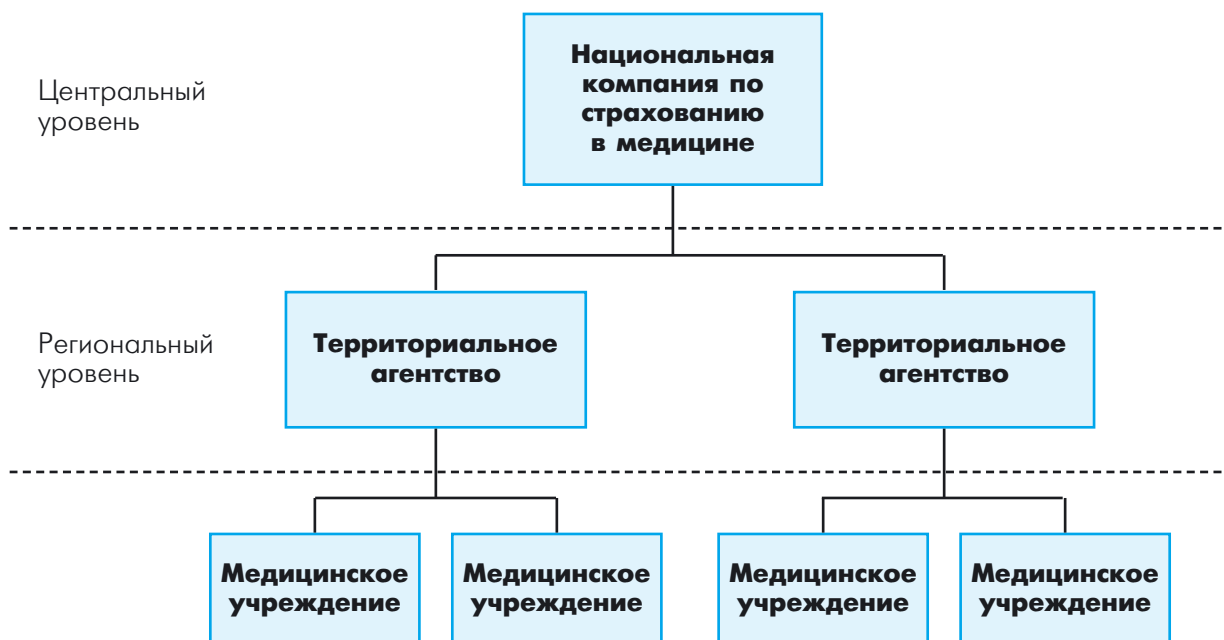 Национальная
компания по
страхованию
в медицине
Центральный
уровень
Региональный
уровень
Территориальное
агентство
Территориальное
агентство
Медицинское
учреждение
Медицинское
учреждение
Медицинское
учреждение
Медицинское
учреждение